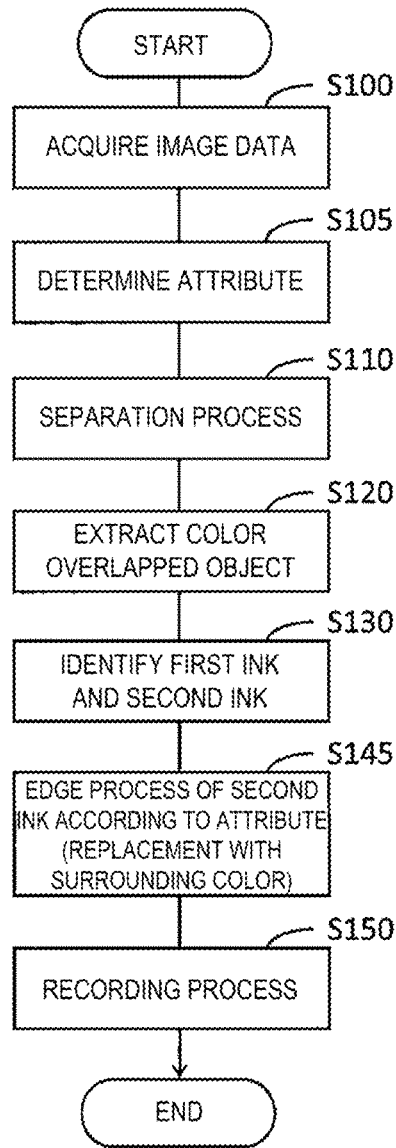 START
S100
ACQUIRE IMAGE DATA
S105
DETERMINE ATTRIBUTE
S110
SEPARATION PROCESS
S120
EXTRACT COLOR
OVERLAPPED OBJECT
S130
IDENTIFY FIRST INK
AND SECOND INK
S145
EDGE PROCESS OF SECOND
INK ACCORDING TO ATTRIBUTE
(REPLACEMENT WITH
SURROUNDING COLOR)
S150
RECORDING PROCESS
END